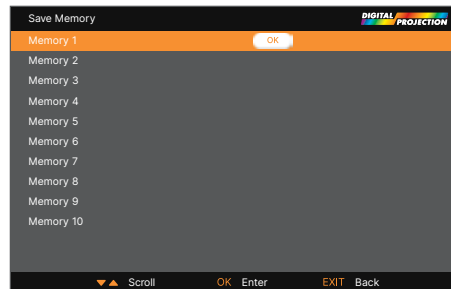 Save Memory
DIGITAL PROJECTION
Memory 1 OK
Memory 2
Memory 3
Memory 4
Memory 5
Memory 6
Memory 7
Memory 8
Memory 9
Memory 10
Scroll OK Enter EXIT Back